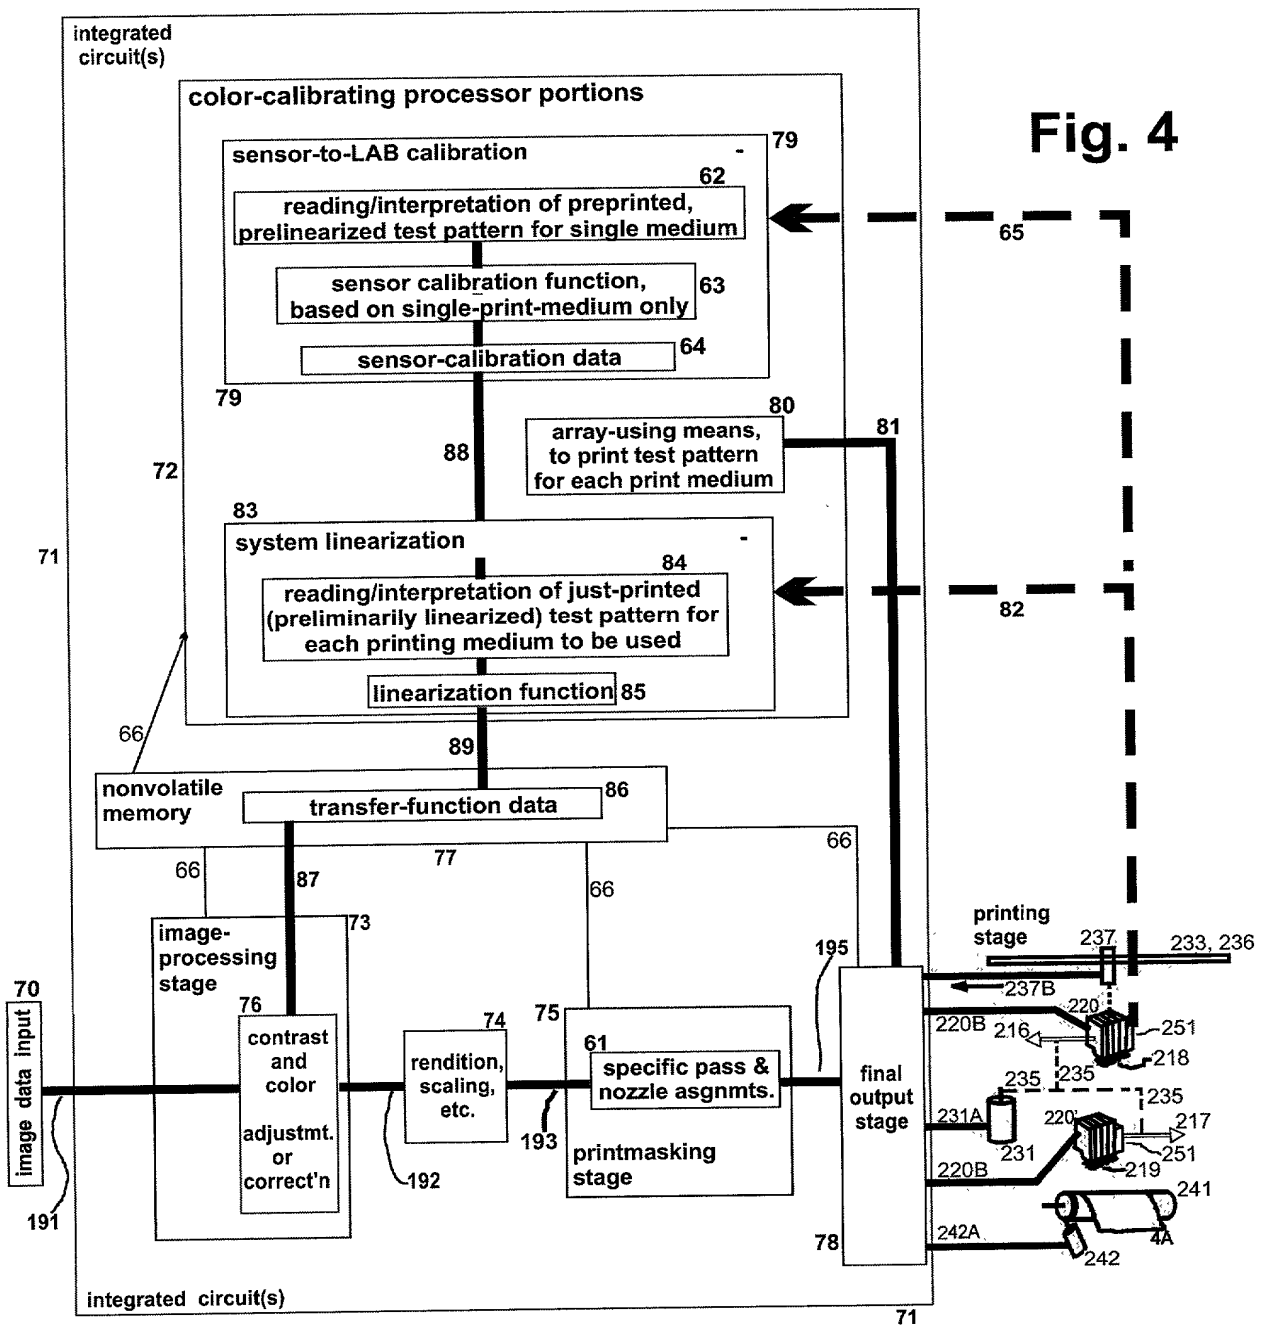 integrated
circuit(s)
color-calibrating processor portions
Fig. 4
sensor-to-LAB calibration
-
79
62
reading/interpretation of preprinted,
prelinearized test pattern for single medium
65
sensor calibration function,
based on single-print-medium only
63
sensor-calibration data
64
79
80
array-using means,
to print test pattern
for each print medium
81
88
72
83
system linearization
-
71
84
reading/interpretation of just-printed
(preliminarily linearized) test pattern for
each printing medium to be used
82
linearization function
85
66
89
nonvolatile
memory
transfer-function data
86
77
66
66
87
66
73
image-
processing
stage
195
printing
stage
237
233, 236
237B
70
image data input
76
contrast
and
color
adjustmt.
or
correct'n
74
rendition,
scaling,
etc.
75
61
specific pass &
nozzle asgnmts.
printmasking
stage
final
output
stage
220
220B
216
251
218
235
235
235
231A
231
220'
217
220B
251
219
191
192
193
78
241
242A
242
4A
integrated circuit(s)
71